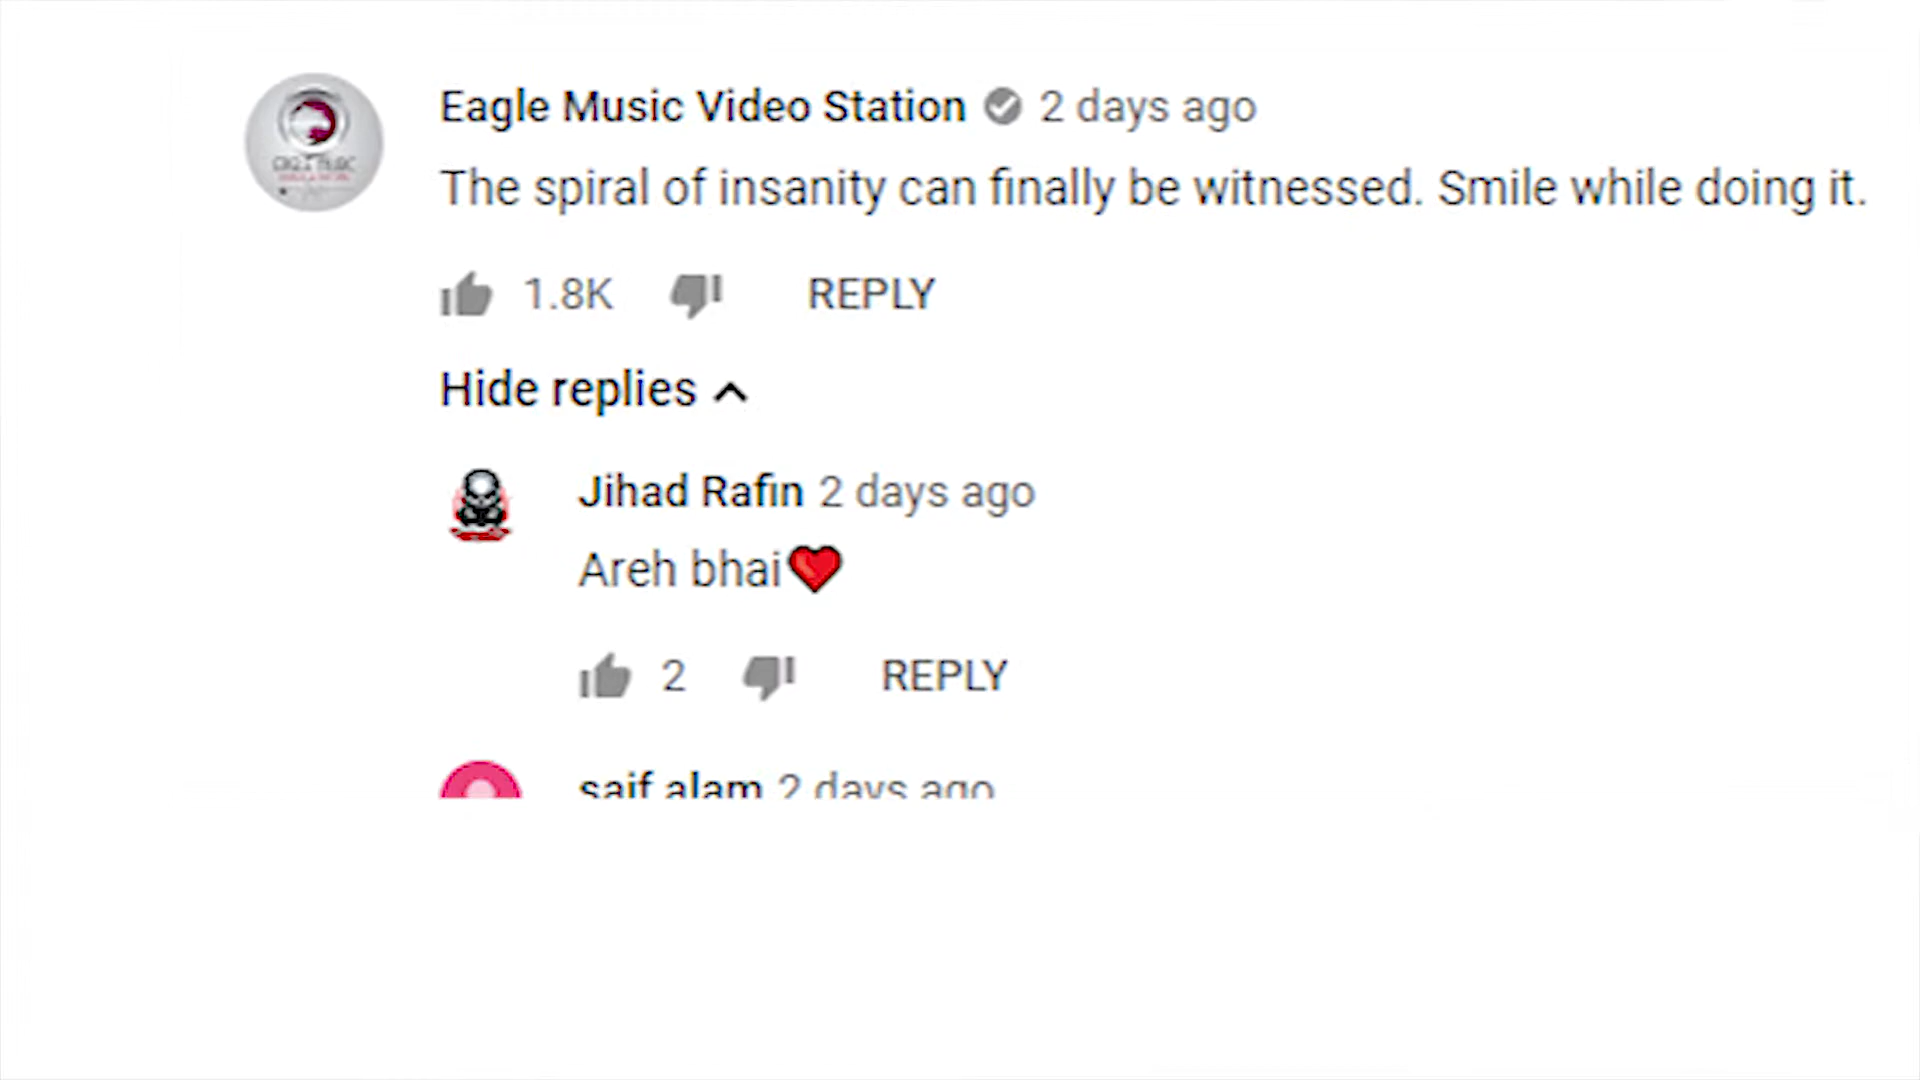 Eagle Music Video Station 2 days ago
The spiral of insanity can finally be witnessed. Smile while doing it.
1.8K REPLY
Hide replies
Jihad Rafin 2 days ago
Areh bhai
2 REPLY
saif alam 2 days ago